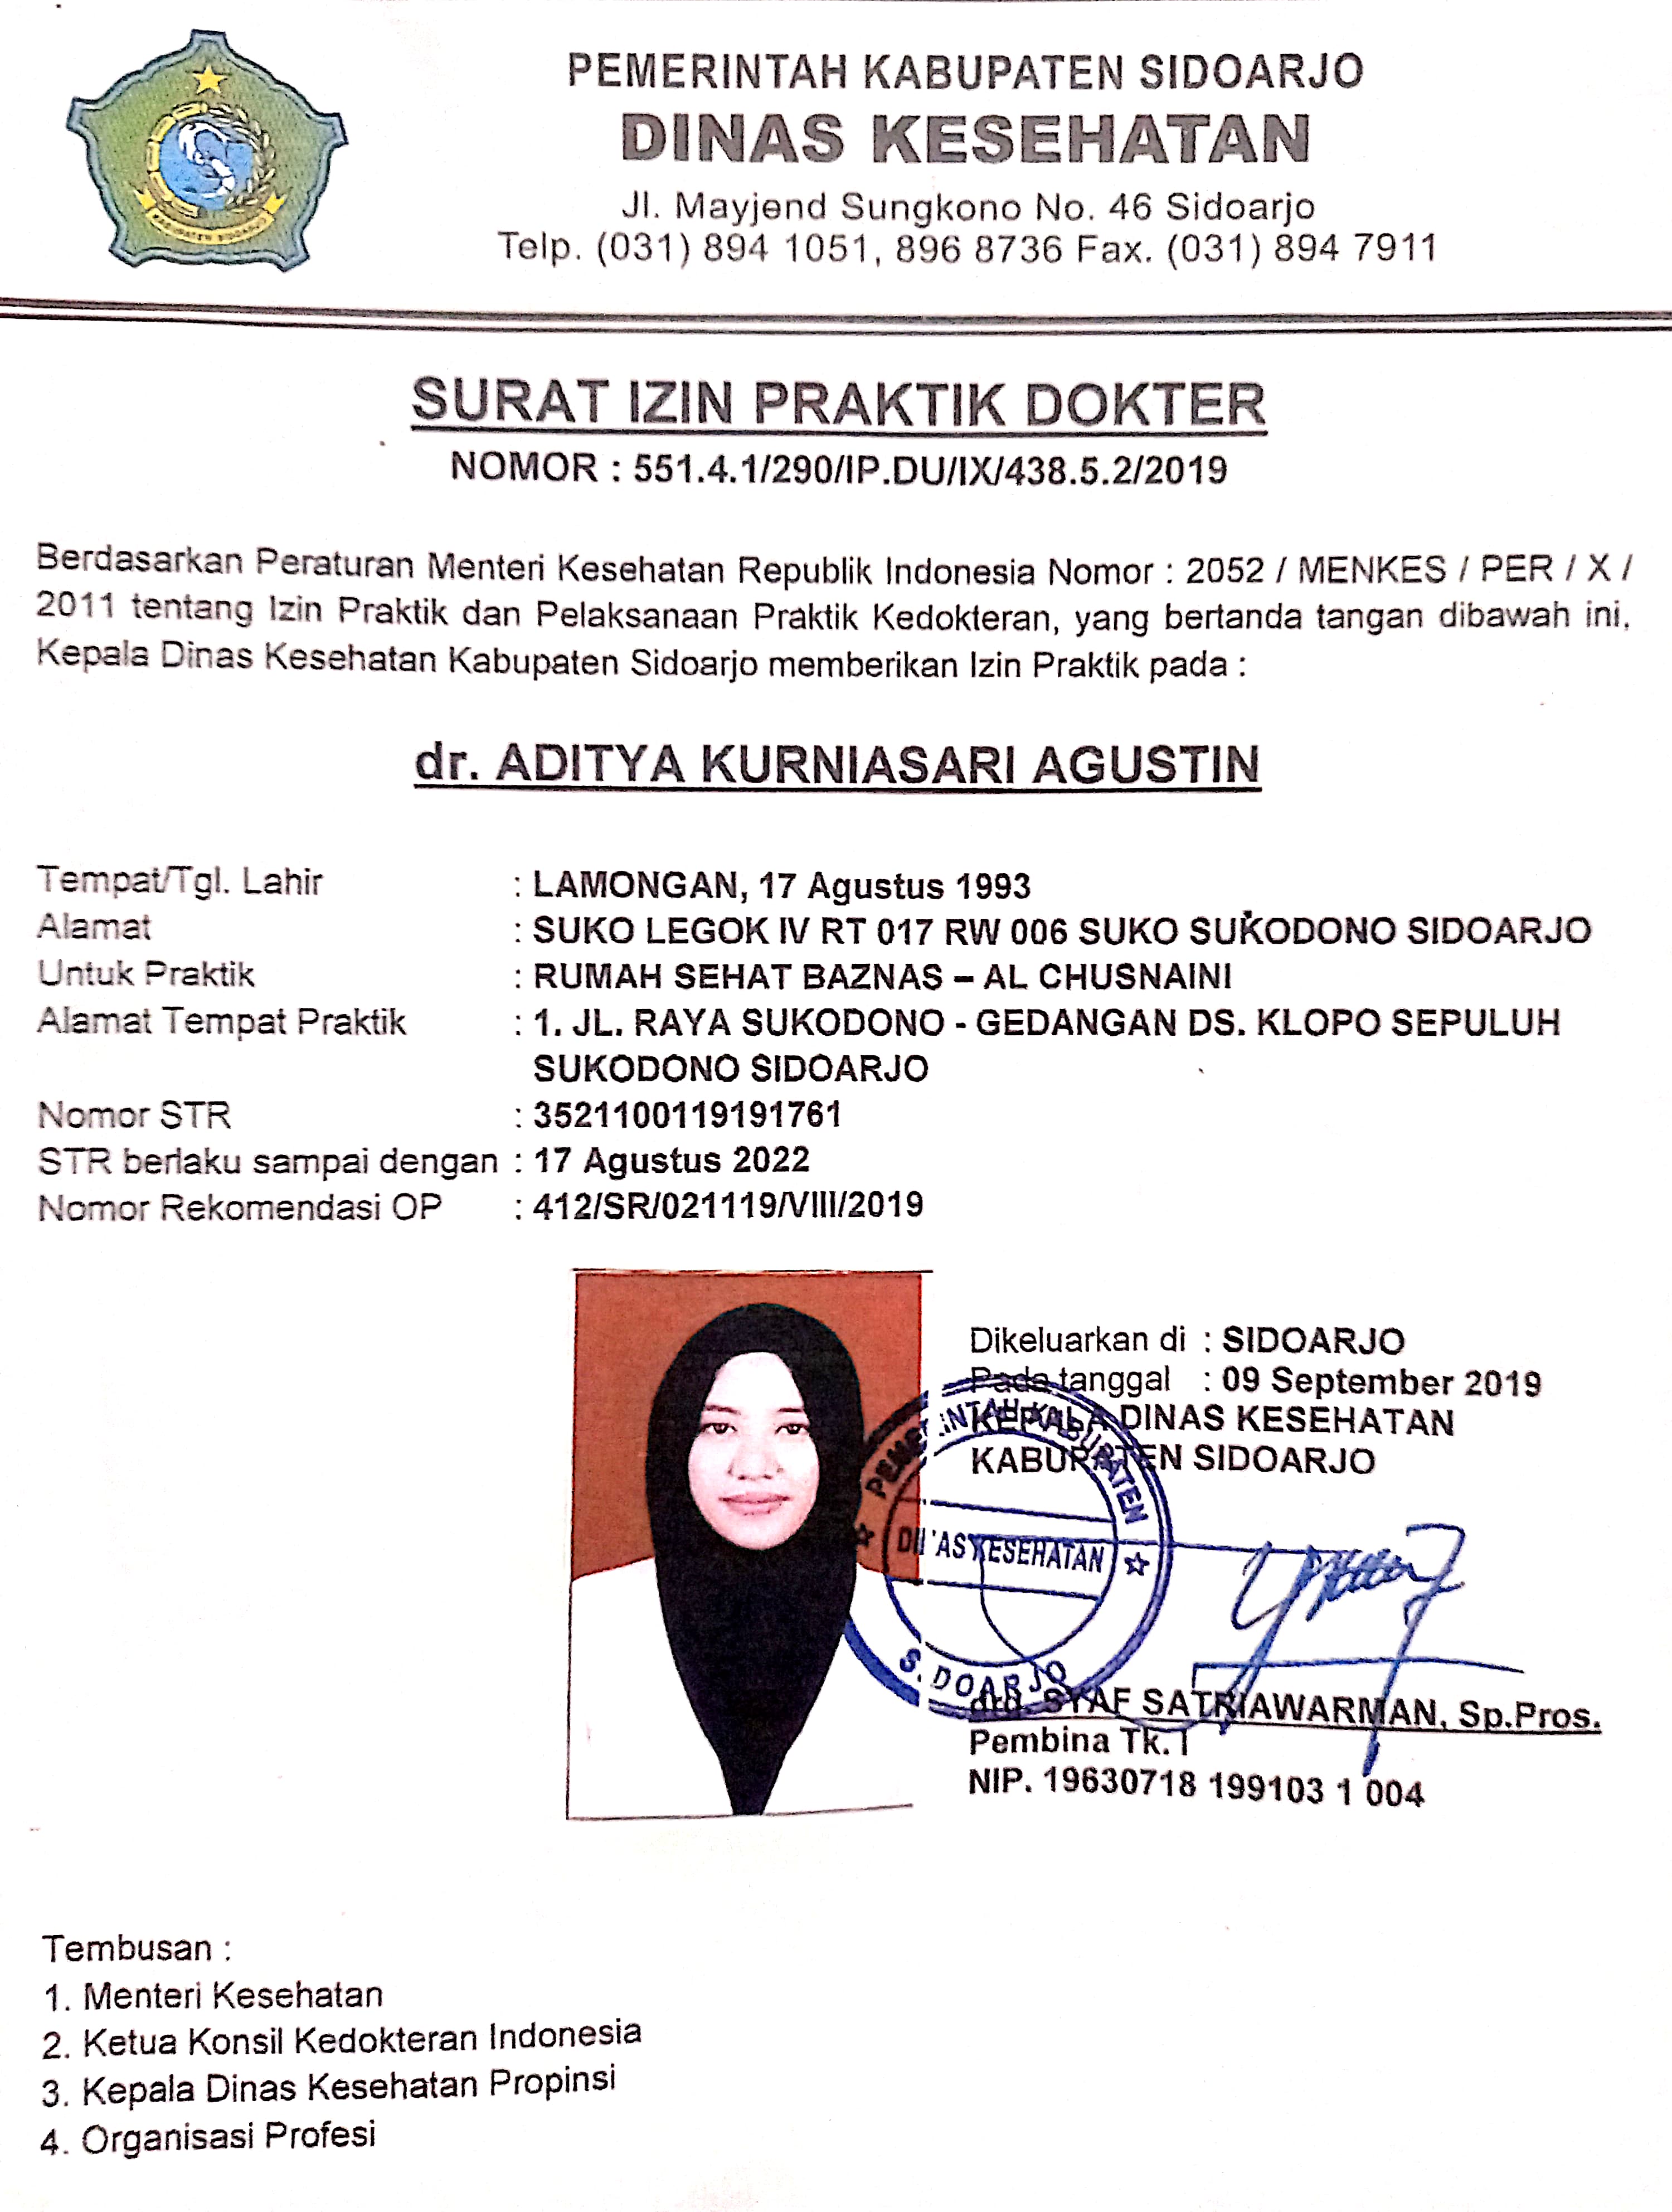 PEMERINTAH KABUPATEN SIDOARJO
DINAS KESEHATAN
Jl. Mayjend Sungkono No. 46 Sidoarjo
Telp. (031) 894 1051, 896 8736 Fax. (031) 894 7911
KABUPATEN SIDOARJO
SURAT IZIN PRAKTIK DOKTER
NOMOR : 551.4.1/290/IP.DU/IX/438.5.2/2019
Berdasarkan Peraturan Menteri Kesehatan Republik Indonesia Nomor : 2052 / MENKES / PER / X /
2011 tentang Izin Praktik dan Pelaksanaan Praktik Kedokteran, yang bertanda tangan dibawah ini,
Kepala Dinas Kesehatan Kabupaten Sidoarjo memberikan Izin Praktik pada :
dr. ADITYA KURNIASARI AGUSTIN
Tempat/Tgl. Lahir : LAMONGAN, 17 Agustus 1993
Alamat : SUKO LEGOK IV RT 017 RW 006 SUKO SUKODONO SIDOARJO
Untuk Praktik : RUMAH SEHAT BAZNAS – AL CHUSNAINI
Alamat Tempat Praktik : 1. JL. RAYA SUKODONO - GEDANGAN DS. KLOPO SEPULUH
SUKODONO SIDOARJO
Nomor STR : 3521100119191761
STR berlaku sampai dengan : 17 Agustus 2022
Nomor Rekomendasi OP : 412/SR/021119/VIII/2019
Dikeluarkan di : SIDOARJO
Pada tanggal : 09 September 2019
KEPALA DINAS KESEHATAN
KABUPATEN SIDOARJO
PEMERINTAH KABUPATEN
DINAS KESEHATAN
SIDOARJO
drg. SYAF SATRIAWARMAN, Sp.Pros.
Pembina Tk. I
NIP. 19630718 199103 1 004
Tembusan :
1. Menteri Kesehatan
2. Ketua Konsil Kedokteran Indonesia
3. Kepala Dinas Kesehatan Propinsi
4. Organisasi Profesi